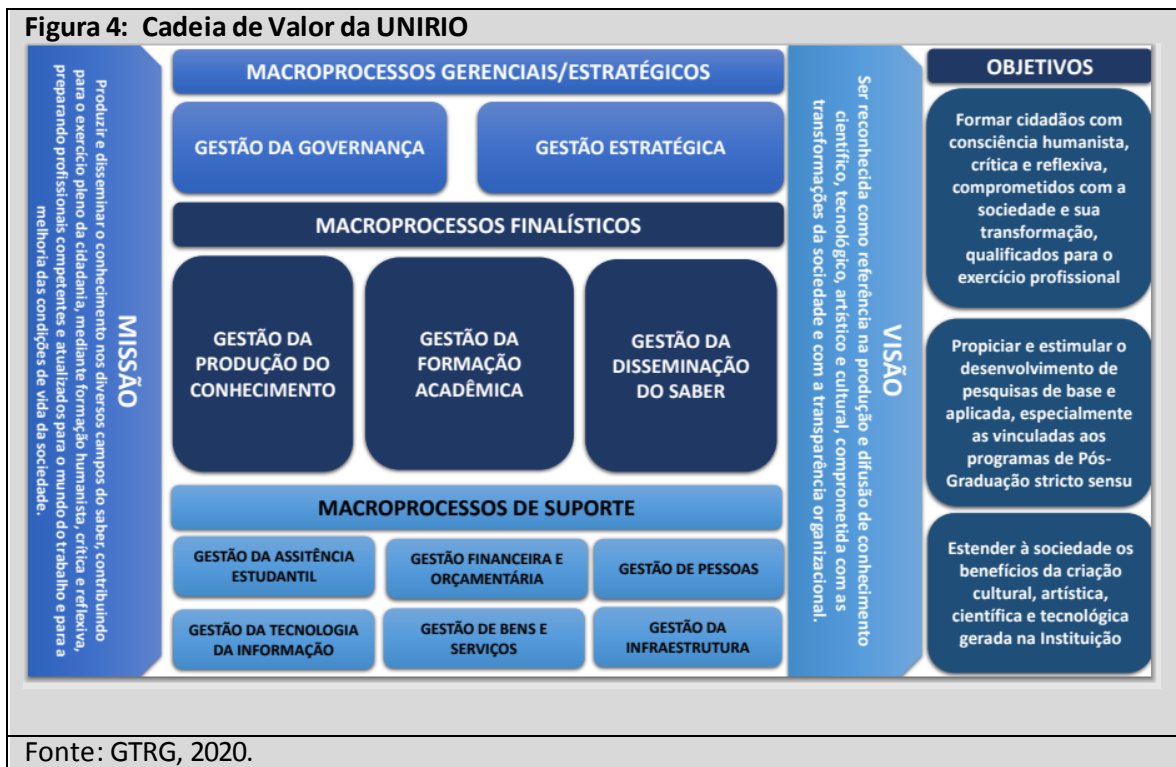 Figura 4: Cadeia de Valor da UNIRIO
Produzir e disseminar o conhecimento nos diversos campos do saber, contribuindo
para o exercício pleno da cidadania, mediante formação humanista, crítica e reflexiva,
preparando profissionais competentes e atualizados para o mundo do trabalho e para a
melhoria das condições de vida da sociedade.
MISSÃO
MACROPROCESSOS GERENCIAIS/ESTRATÉGICOS
GESTÃO DA GOVERNANÇA
GESTÃO ESTRATÉGICA
MACROPROCESSOS FINALÍSTICOS
GESTÃO DA
PRODUÇÃO DO
CONHECIMENTO
GESTÃO DA
FORMAÇÃO
ACADÊMICA
GESTÃO DA
DISSEMINAÇÃO
DO SABER
MACROPROCESSOS DE SUPORTE
GESTÃO DA ASSITÊNCIA
ESTUDANTIL
GESTÃO FINANCEIRA E
ORÇAMENTÁRIA
GESTÃO DE PESSOAS
GESTÃO DA TECNOLOGIA
DA INFORMAÇÃO
GESTÃO DE BENS E
SERVIÇOS
GESTÃO DA
INFRAESTRUTURA
Ser reconhecida como referência na produção e difusão de conhecimento
científico, tecnológico, artístico e cultural, comprometida com as
transformações da sociedade e com a transparência organizacional.
VISÃO
OBJETIVOS
Formar cidadãos com
consciência humanista,
crítica e reflexiva,
comprometidos com a
sociedade e sua
transformação,
qualificados para o
exercício profissional
Propiciar e estimular o
desenvolvimento de
pesquisas de base e
aplicada, especialmente
as vinculadas aos
programas de Pós-
Graduação stricto sensu
Estender à sociedade os
benefícios da criação
cultural, artística,
científica e tecnológica
gerada na Instituição
Fonte: GTRG, 2020.